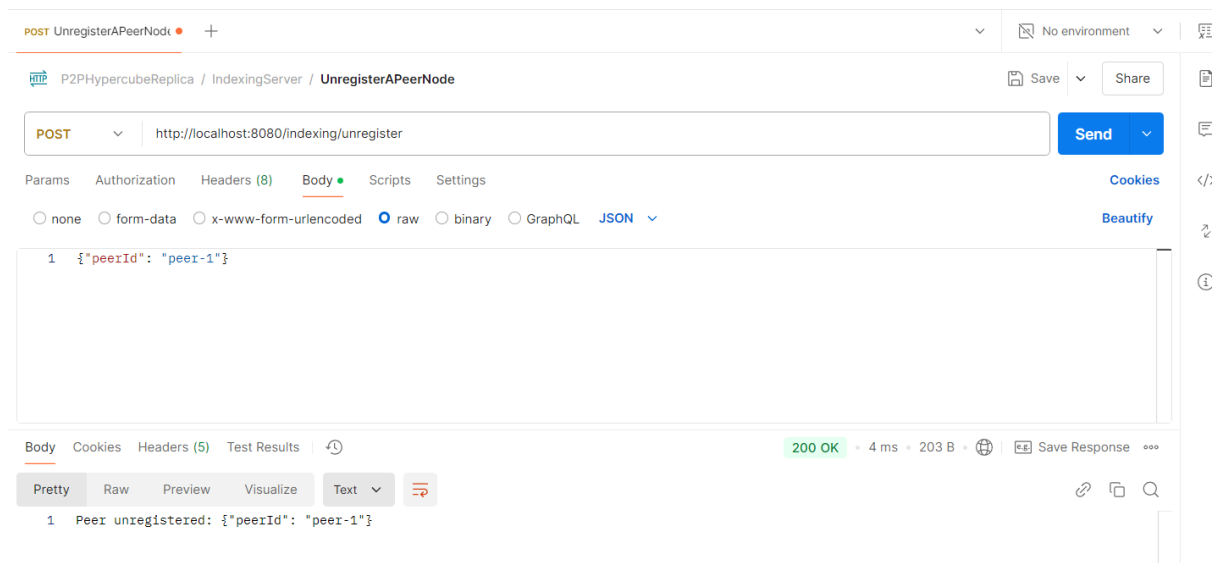 POST UnregisterAPeerNode
No environment
HTTP P2PHypercubeReplica / IndexingServer / UnregisterAPeerNode Save Share
POST http://localhost:8080/indexing/unregister Send
Params Authorization Headers (8) Body Scripts Settings Cookies
none form-data x-www-form-urlencoded raw binary GraphQL JSON Beautify
1 {"peerId": "peer-1"}
Body Cookies Headers (5) Test Results 200 OK 4 ms 203 B e.g. Save Response
Pretty Raw Preview Visualize Text
1 Peer unregistered: {"peerId": "peer-1"}